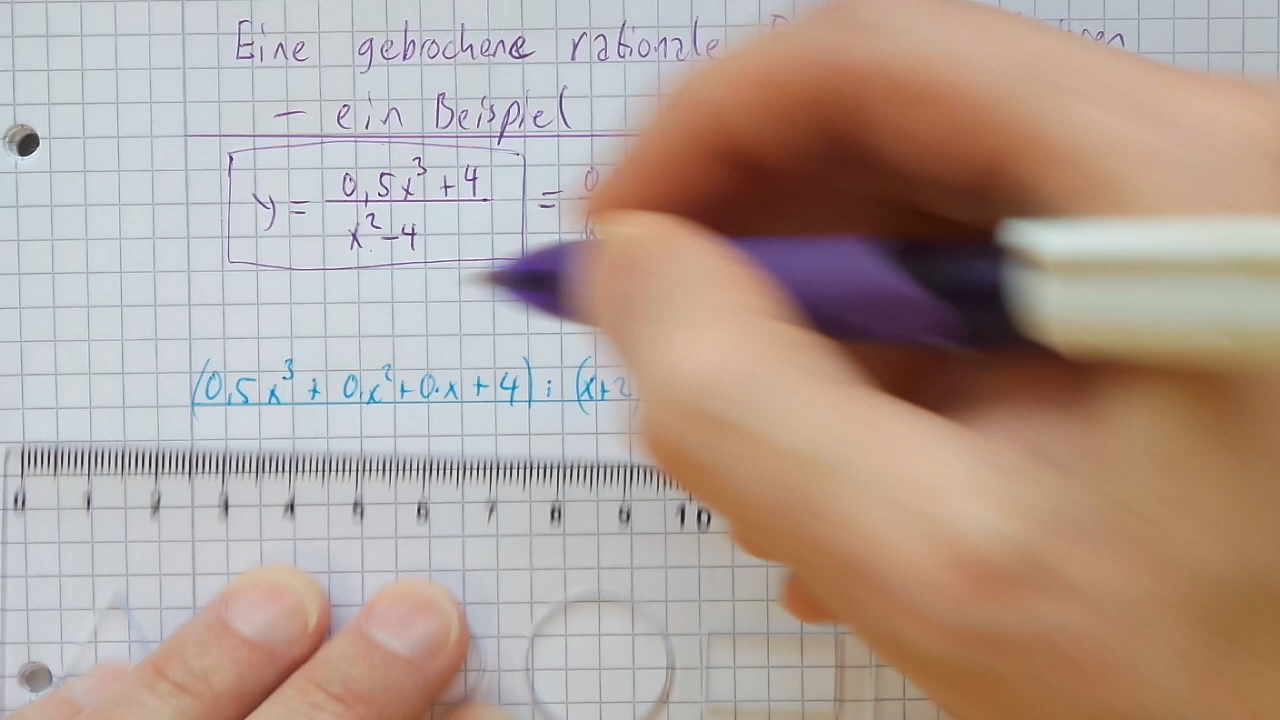 Eine gebrochene rationale
– ein Beispiel
y = (0,5x³ + 4)/(x² - 4) =
(0,5x³ + 0x² + 0·x + 4) : (x+2
0 1 2 3 4 5 6 7 8 9 10